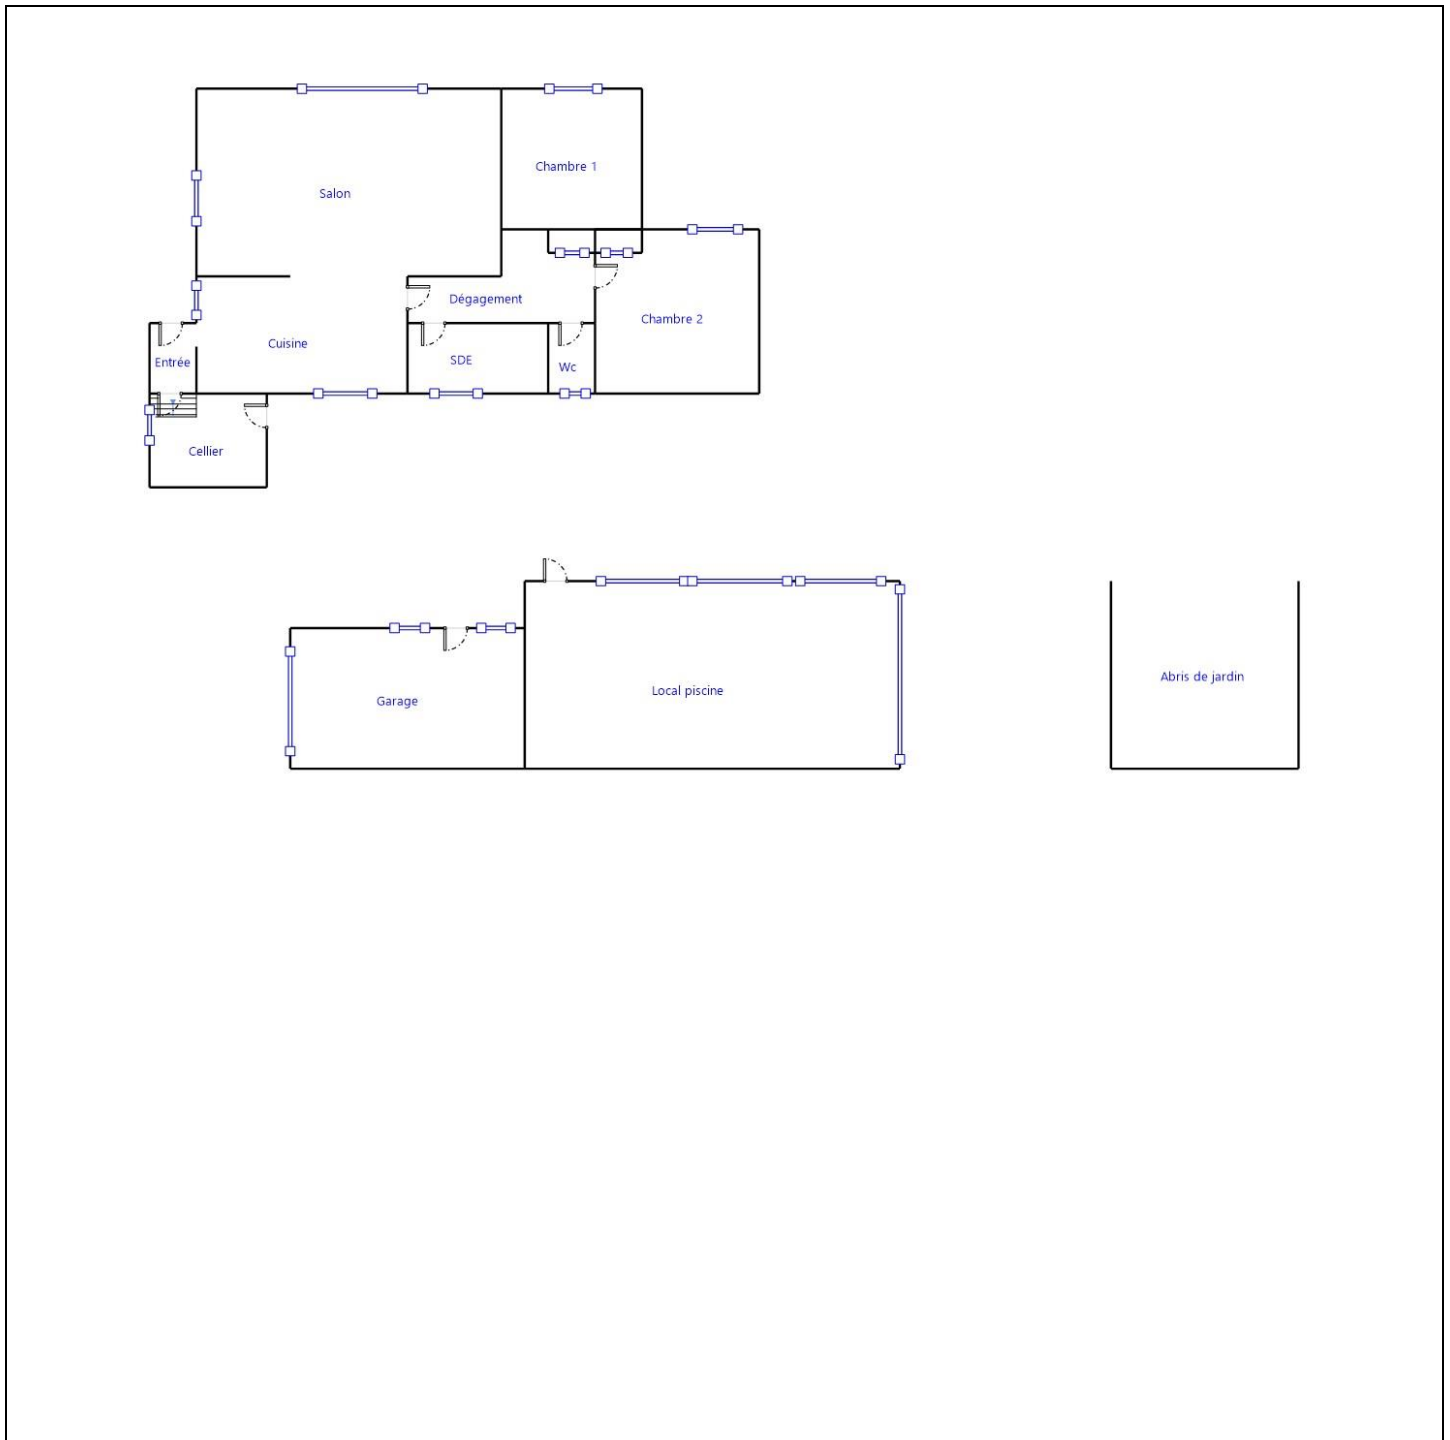 Chambre 1
Salon
Dégagement
Chambre 2
Cuisine
Entrée
SDE
Wc
Cellier
Abris de jardin
Local piscine
Garage